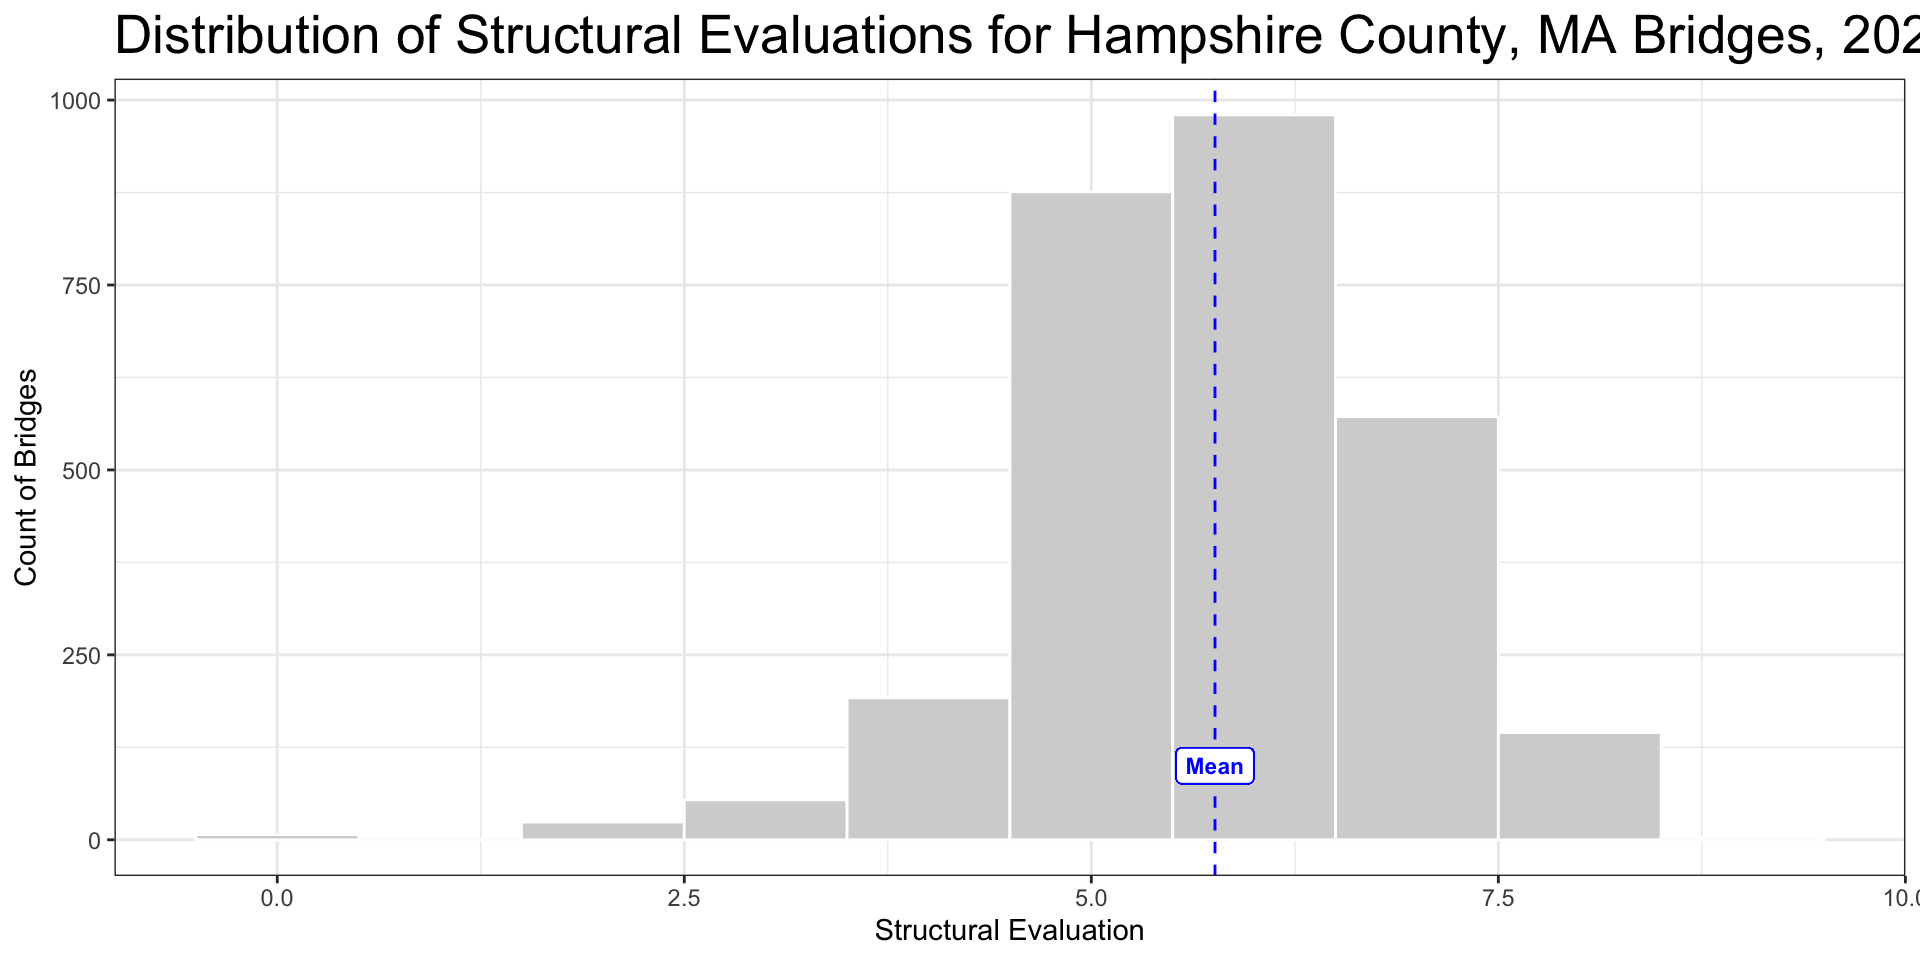 Distribution of Structural Evaluations for Hampshire County, MA Bridges, 202
1000
750
500
250
0
Count of Bridges
Mean
0.0
2.5
5.0
7.5
10.0
Structural Evaluation